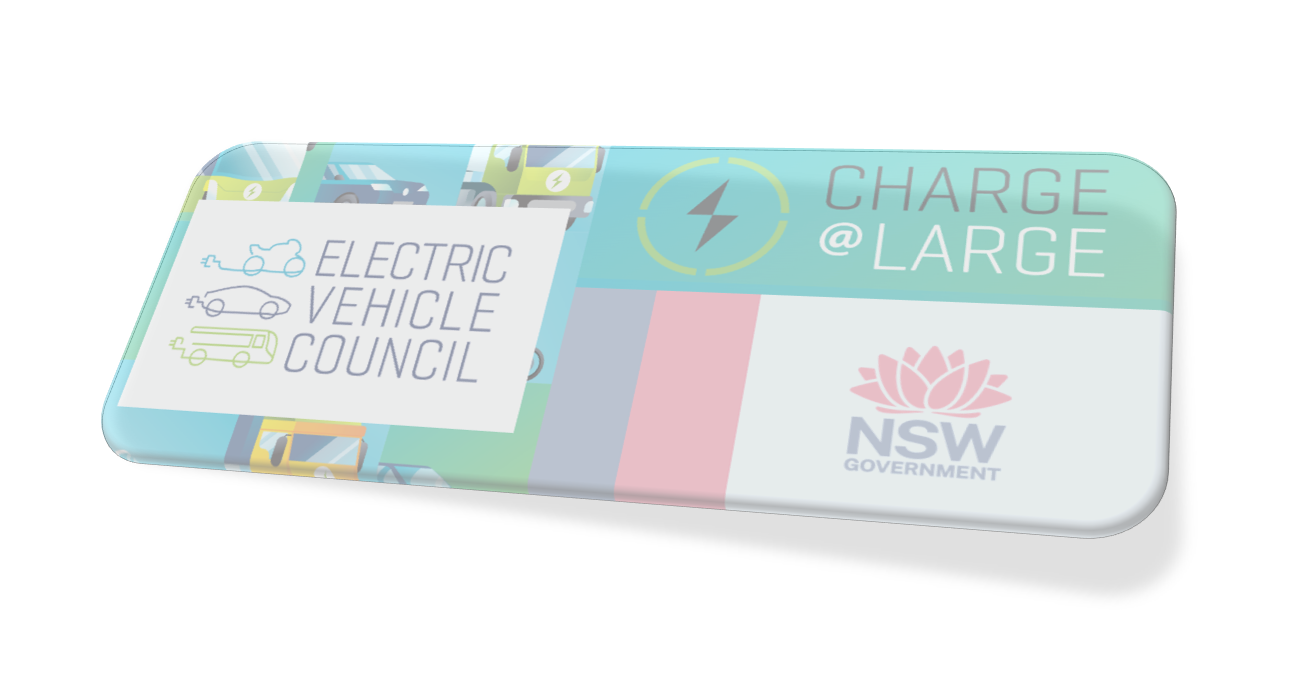 ELECTRIC
VEHICLE
COUNCIL
CHARGE
@LARGE
NSW
GOVERNMENT